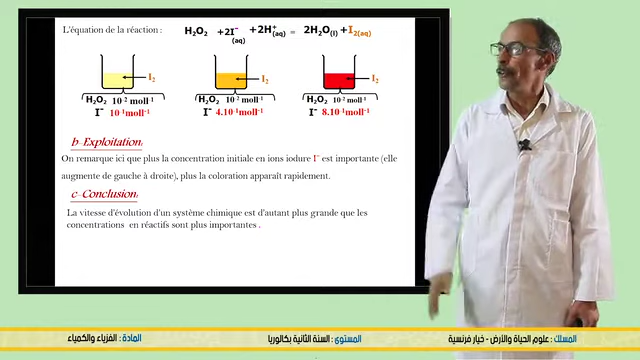 L'équation de la réaction : H₂O₂ +2I⁻(aq) +2H⁺(aq) = 2H₂O(l) +I₂(aq)
I₂ I₂ I₂
H₂O₂ 10⁻² moll⁻¹ H₂O₂ 10⁻² moll⁻¹ H₂O₂ 10⁻² moll⁻¹
I⁻ 10⁻¹moll⁻¹ I⁻ 4.10⁻¹moll⁻¹ I⁻ 8.10⁻¹moll⁻¹
b-Exploitation:
On remarque ici que plus la concentration initiale en ions iodure I⁻ est importante (elle
augmente de gauche à droite), plus la coloration apparaît rapidement.
c-Conclusion:
La vitesse d'évolution d'un système chimique est d'autant plus grande que les
concentrations en réactifs sont plus importantes .
المسلك : علوم الحياة والأرض - خيار فرنسية المستوى : السنة الثانية بكالوريا المادة : الفزياء والكمياء